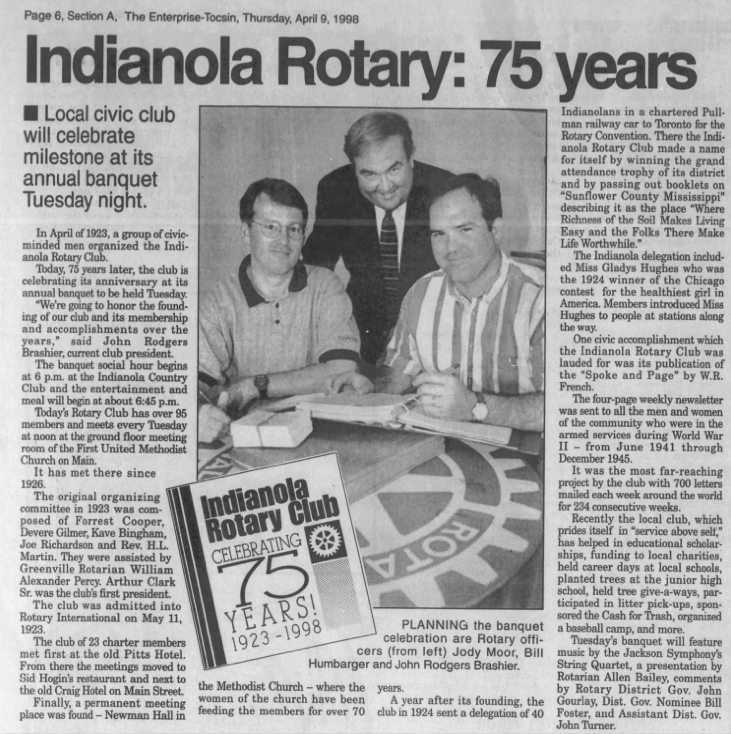 Page 6, Section A, The Enterprise-Tocsin, Thursday, April 9, 1998
Indianola Rotary: 75 years
■ Local civic club
will celebrate
milestone at its
annual banquet
Tuesday night.
In April of 1923, a group of civic-
minded men organized the Indi-
anola Rotary Club.
Today, 75 years later, the club is
celebrating its anniversary at its
annual banquet to be held Tuesday.
"We're going to honor the found-
ing of our club and its membership
and accomplishments over the
years," said John Rodgers
Brashier, current club president.
The banquet social hour begins
at 6 p.m. at the Indianola Country
Club and the entertainment and
meal will begin at about 6:45 p.m.
Today's Rotary Club has over 95
members and meets every Tuesday
at noon at the ground floor meeting
room of the First United Methodist
Church on Main.
It has met there since
1926.
The original organizing
committee in 1923 was com-
posed of Forrest Cooper,
Devere Gilmer, Kave Bingham,
Joe Richardson and Rev. H.L.
Martin. They were assisted by
Greenville Rotarian William
Alexander Percy. Arthur Clark
Sr. was the club's first president.
The club was admitted into
Rotary International on May 11,
1923.
The club of 23 charter members
met first at the old Pitts Hotel.
From there the meetings moved to
Sid Hogin's restaurant and next to
the old Craig Hotel on Main Street.
Finally, a permanent meeting
place was found – Newman Hall in
ROTA
Indianola
Rotary Club
CELEBRATING
75
YEARS!
1923 -1998
PLANNING the banquet
celebration are Rotary offi-
cers (from left) Jody Moor, Bill
Humbarger and John Rodgers Brashier.
the Methodist Church – where the
women of the church have been
feeding the members for over 70
years.
A year after its founding, the
club in 1924 sent a delegation of 40
Indianolans in a chartered Pull-
man railway car to Toronto for the
Rotary Convention. There the Indi-
anola Rotary Club made a name
for itself by winning the grand
attendance trophy of its district
and by passing out booklets on
"Sunflower County Mississippi"
describing it as the place "Where
Richness of the Soil Makes Living
Easy and the Folks There Make
Life Worthwhile."
The Indianola delegation includ-
ed Miss Gladys Hughes who was
the 1924 winner of the Chicago
contest for the healthiest girl in
America. Members introduced Miss
Hughes to people at stations along
the way.
One civic accomplishment which
the Indianola Rotary Club was
lauded for was its publication of
the "Spoke and Page" by W.R.
French.
The four-page weekly newsletter
was sent to all the men and women
of the community who were in the
armed services during World War
II – from June 1941 through
December 1945.
It was the most far-reaching
project by the club with 700 letters
mailed each week around the world
for 234 consecutive weeks.
Recently the local club, which
prides itself in "service above self,"
has helped in educational scholar-
ships, funding to local charities,
held career days at local schools,
planted trees at the junior high
school, held tree give-a-ways, par-
ticipated in litter pick-ups, spon-
sored the Cash for Trash, organized
a baseball camp, and more.
Tuesday's banquet will feature
music by the Jackson Symphony's
String Quartet, a presentation by
Rotarian Allen Bailey, comments
by Rotary District Gov. John
Gourlay, Dist. Gov. Nominee Bill
Foster, and Assistant Dist. Gov.
John Turner.